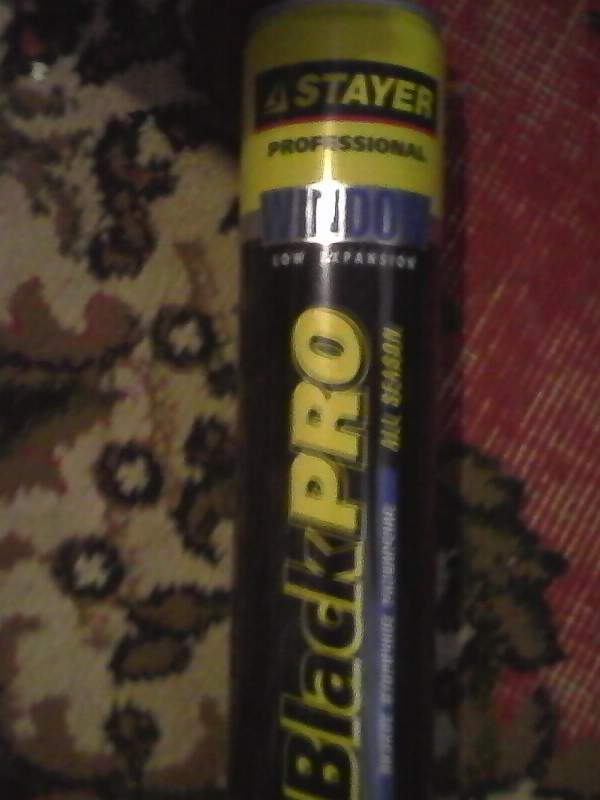 STAYER
PROFESSIONAL
WINDOW
LOW EXPANSION
BlackPRO
ALL SEASON